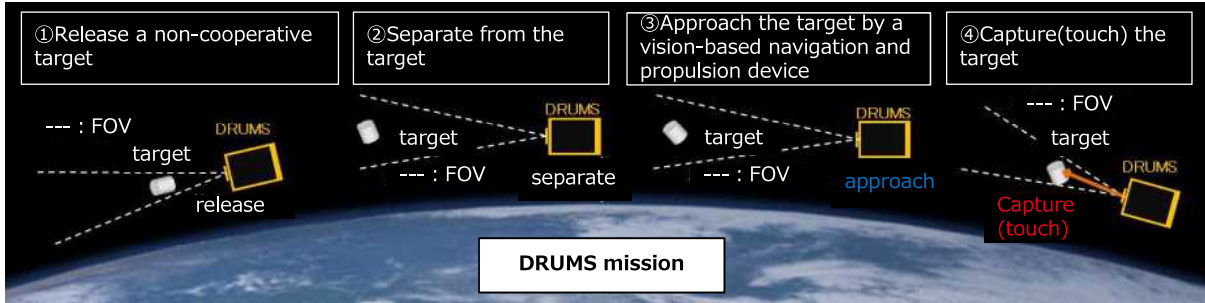 ①Release a non-cooperative
target
--- : FOV
DRUMS
target
release
②Separate from the
target
DRUMS
target
--- : FOV
separate
③Approach the target by a
vision-based navigation and
propulsion device
DRUMS
target
--- : FOV
approach
④Capture(touch) the
target
--- : FOV
target
DRUMS
Capture
(touch)
DRUMS mission